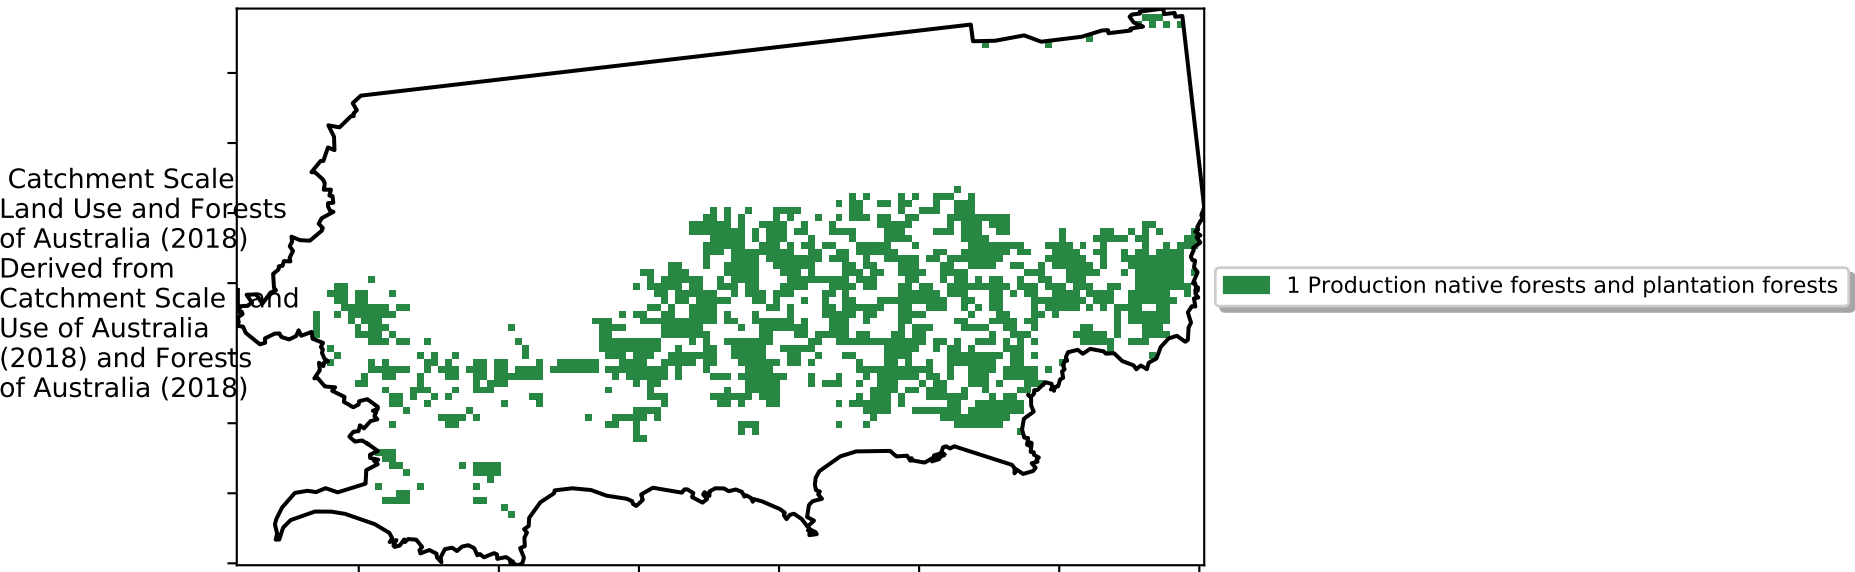 Catchment Scale
Land Use and Forests
of Australia (2018)
Derived from
Catchment Scale Land
Use of Australia
(2018) and Forests
of Australia (2018)
1 Production native forests and plantation forests